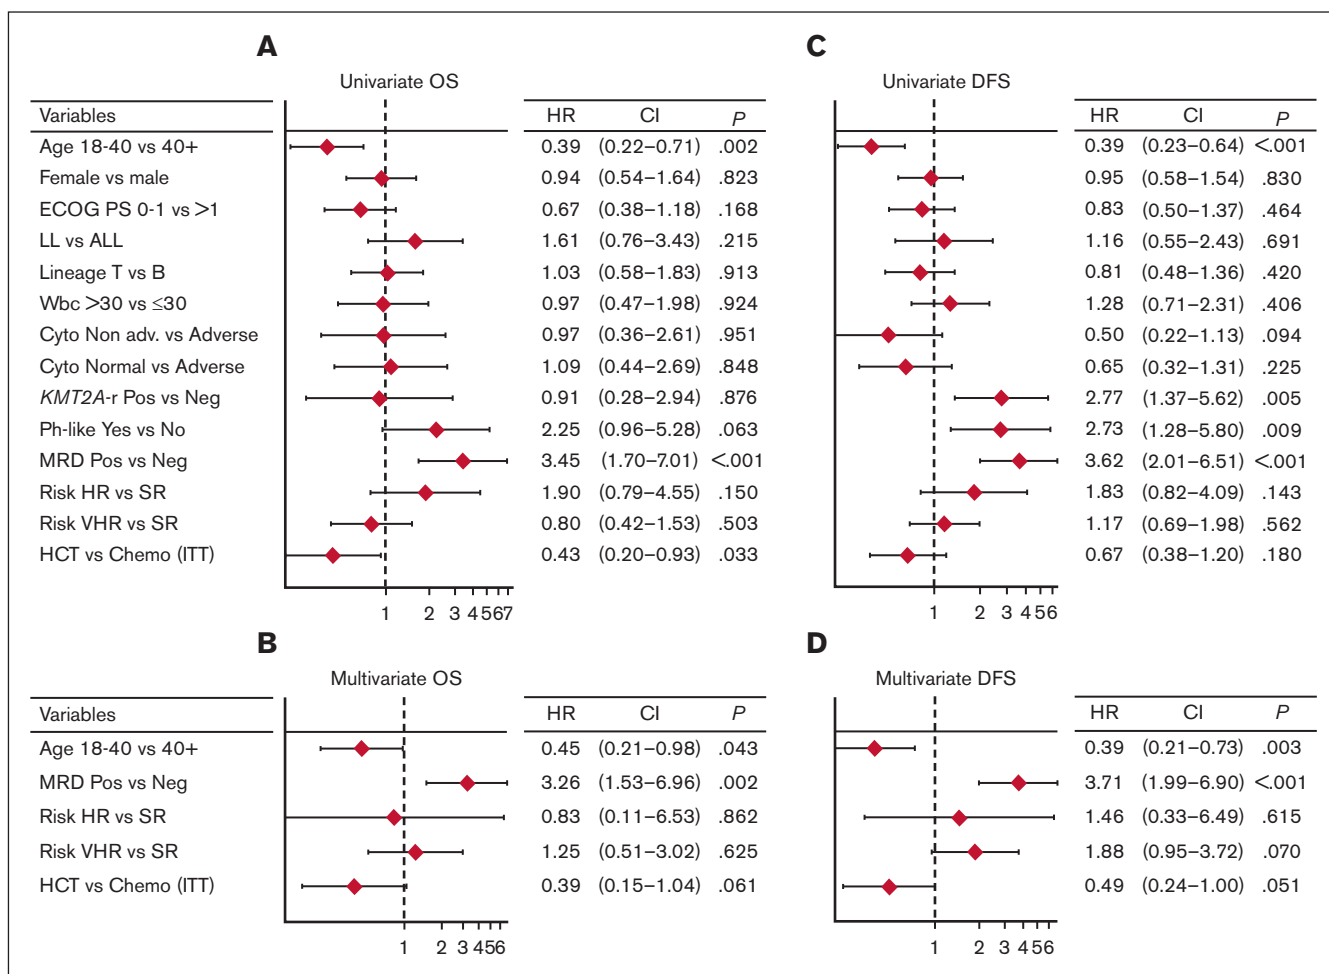 A
C
Univariate OS
Univariate DFS
Variables HR CI P HR CI P
Age 18-40 vs 40+ 0.39 (0.22–0.71) .002 0.39 (0.23–0.64) <.001
Female vs male 0.94 (0.54–1.64) .823 0.95 (0.58–1.54) .830
ECOG PS 0-1 vs >1 0.67 (0.38–1.18) .168 0.83 (0.50–1.37) .464
LL vs ALL 1.61 (0.76–3.43) .215 1.16 (0.55–2.43) .691
Lineage T vs B 1.03 (0.58–1.83) .913 0.81 (0.48–1.36) .420
Wbc >30 vs ≤30 0.97 (0.47–1.98) .924 1.28 (0.71–2.31) .406
Cyto Non adv. vs Adverse 0.97 (0.36–2.61) .951 0.50 (0.22–1.13) .094
Cyto Normal vs Adverse 1.09 (0.44–2.69) .848 0.65 (0.32–1.31) .225
KMT2A-r Pos vs Neg 0.91 (0.28–2.94) .876 2.77 (1.37–5.62) .005
Ph-like Yes vs No 2.25 (0.96–5.28) .063 2.73 (1.28–5.80) .009
MRD Pos vs Neg 3.45 (1.70–7.01) <.001 3.62 (2.01–6.51) <.001
Risk HR vs SR 1.90 (0.79–4.55) .150 1.83 (0.82–4.09) .143
Risk VHR vs SR 0.80 (0.42–1.53) .503 1.17 (0.69–1.98) .562
HCT vs Chemo (ITT) 0.43 (0.20–0.93) .033 0.67 (0.38–1.20) .180
1 2 3 4 5 6 7 1 2 3 4 5 6
B
D
Multivariate OS
Multivariate DFS
Variables HR CI P HR CI P
Age 18-40 vs 40+ 0.45 (0.21–0.98) .043 0.39 (0.21–0.73) .003
MRD Pos vs Neg 3.26 (1.53–6.96) .002 3.71 (1.99–6.90) <.001
Risk HR vs SR 0.83 (0.11–6.53) .862 1.46 (0.33–6.49) .615
Risk VHR vs SR 1.25 (0.51–3.02) .625 1.88 (0.95–3.72) .070
HCT vs Chemo (ITT) 0.39 (0.15–1.04) .061 0.49 (0.24–1.00) .051
1 2 3 4 5 6 1 2 3 4 5 6